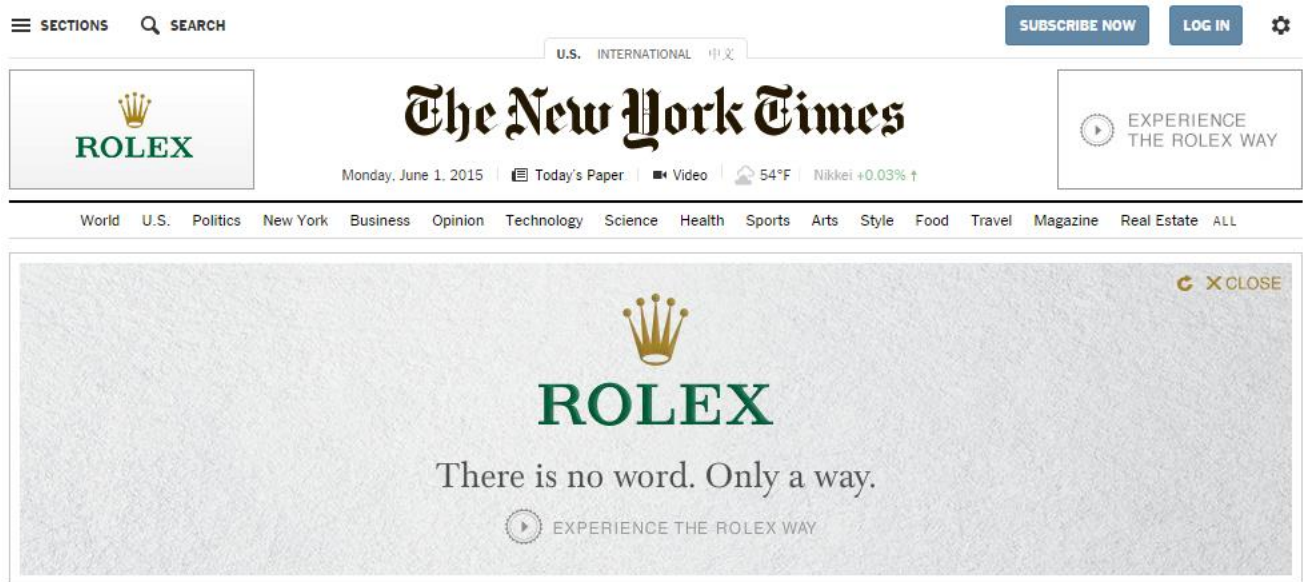 SECTIONS SEARCH SUBSCRIBE NOW LOG IN
U.S. INTERNATIONAL 中文
ROLEX
The New York Times
EXPERIENCE
THE ROLEX WAY
Monday, June 1, 2015 Today's Paper Video 54°F Nikkei +0.03% ↑
World U.S. Politics New York Business Opinion Technology Science Health Sports Arts Style Food Travel Magazine Real Estate ALL
X CLOSE
ROLEX
There is no word. Only a way.
EXPERIENCE THE ROLEX WAY